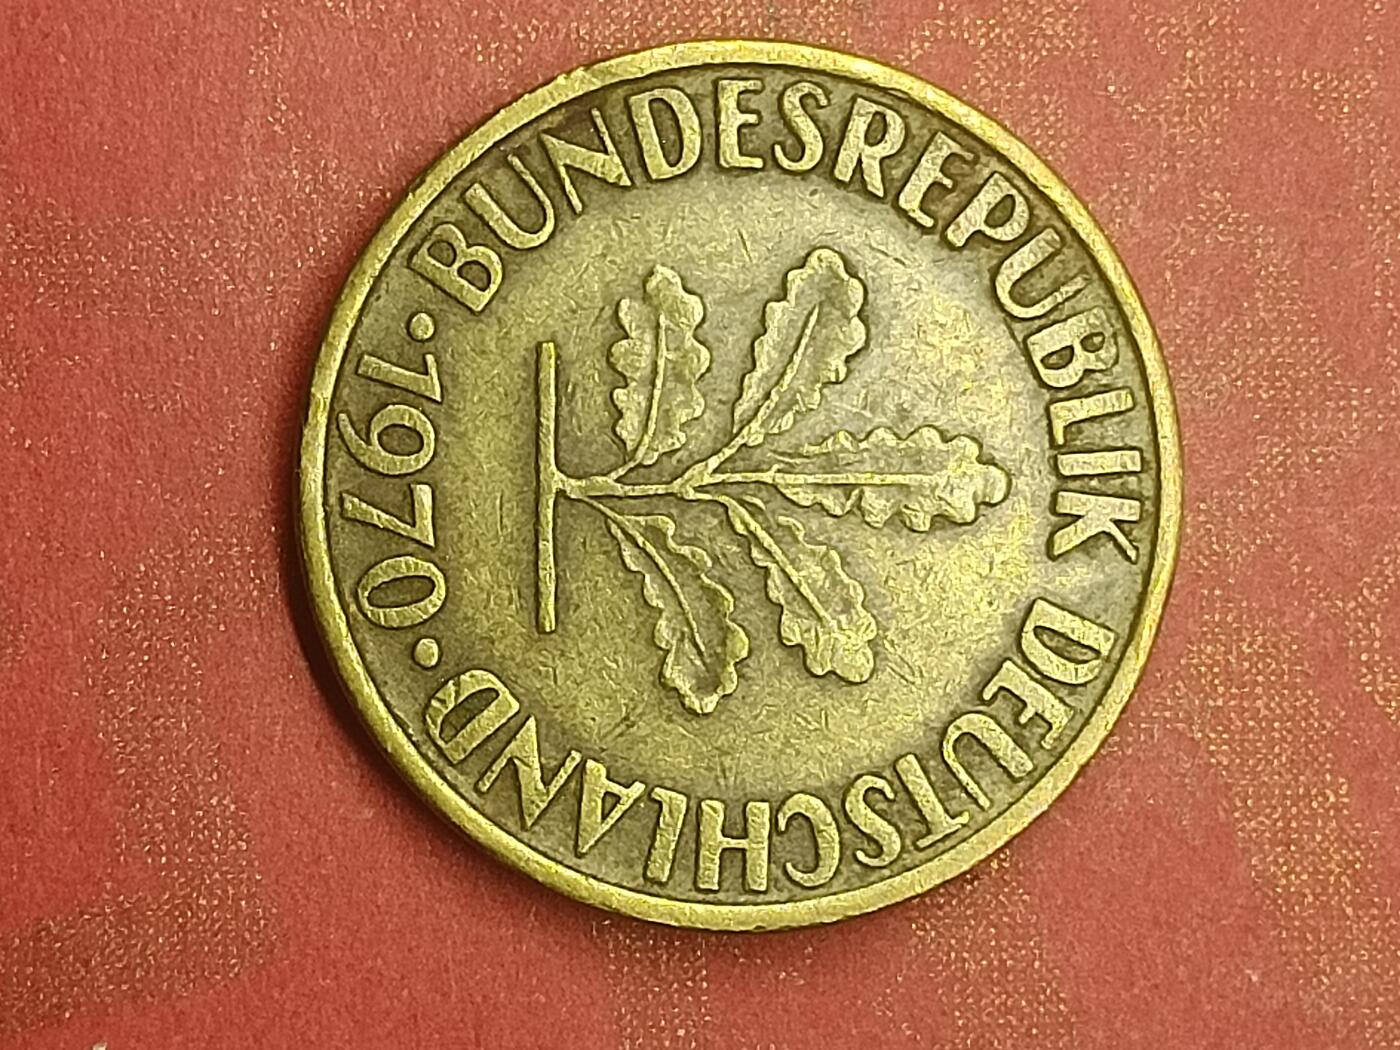 BUNDESREPUBLIK DEUTSCHLAND
· 1970 ·